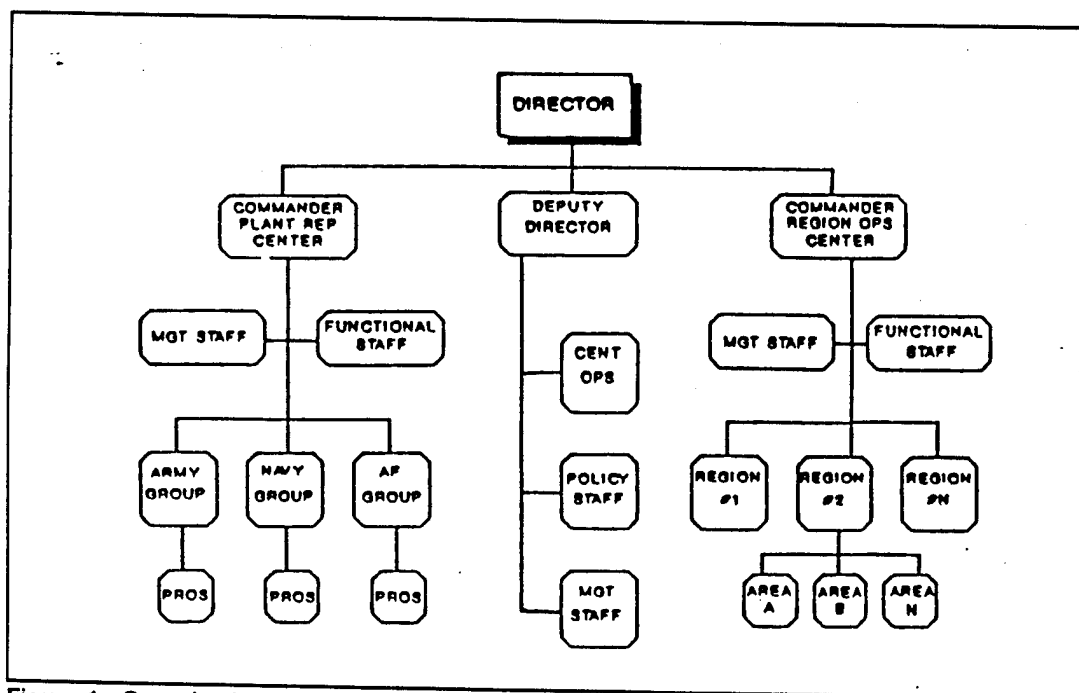 DIRECTOR
COMMANDER
PLANT REP
CENTER
DEPUTY
DIRECTOR
COMMANDER
REGION OPS
CENTER
MGT STAFF
FUNCTIONAL
STAFF
CENT
OPS
MGT STAFF
FUNCTIONAL
STAFF
ARMY
GROUP
NAVY
GROUP
AF
GROUP
POLICY
STAFF
REGION
#1
REGION
#2
REGION
#N
PROS
PROS
PROS
MGT
STAFF
AREA
A
AREA
B
AREA
N